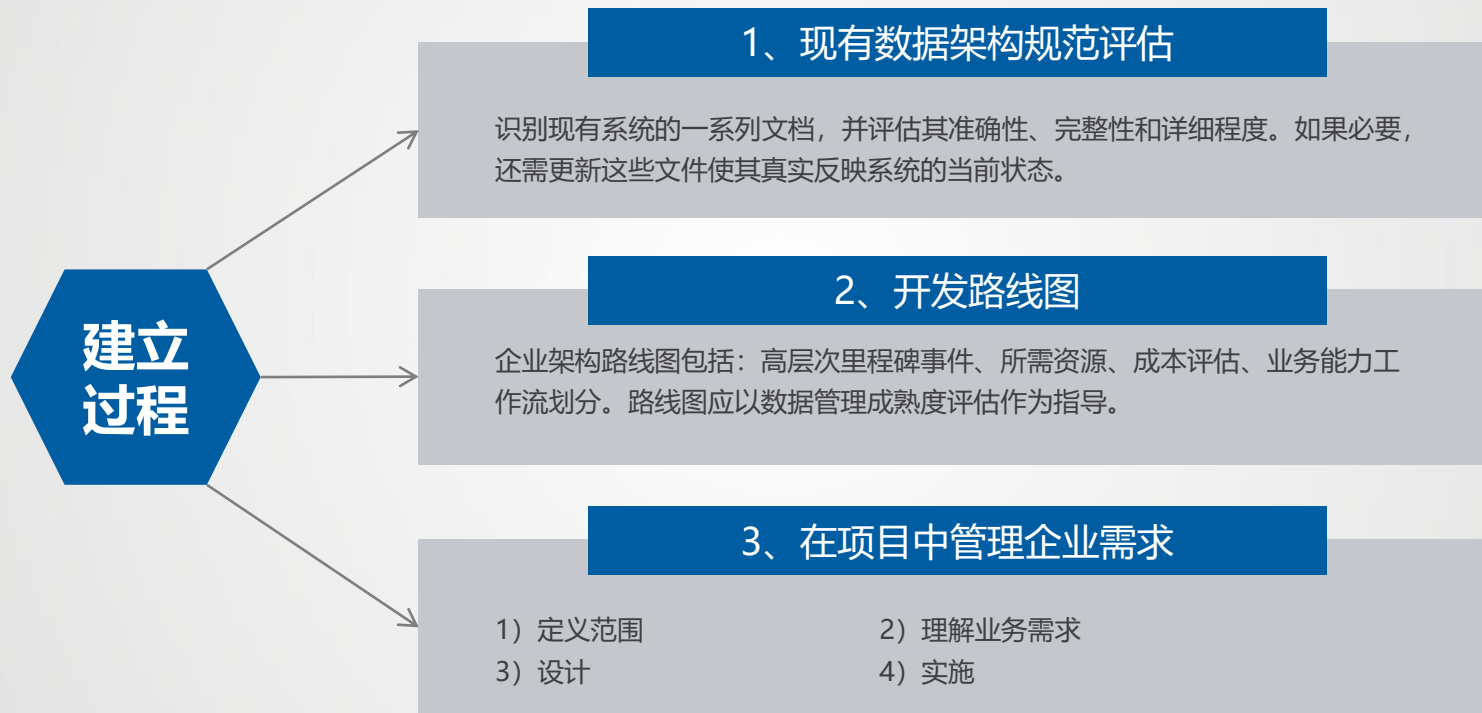 建立
过程
1、现有数据架构规范评估
识别现有系统的一系列文档，并评估其准确性、完整性和详细程度。如果必要，
还需更新这些文件使其真实反映系统的当前状态。
2、开发路线图
企业架构路线图包括：高层次里程碑事件、所需资源、成本评估、业务能力工
作流划分。路线图应以数据管理成熟度评估作为指导。
3、在项目中管理企业需求
1）定义范围 2）理解业务需求
3）设计 4）实施